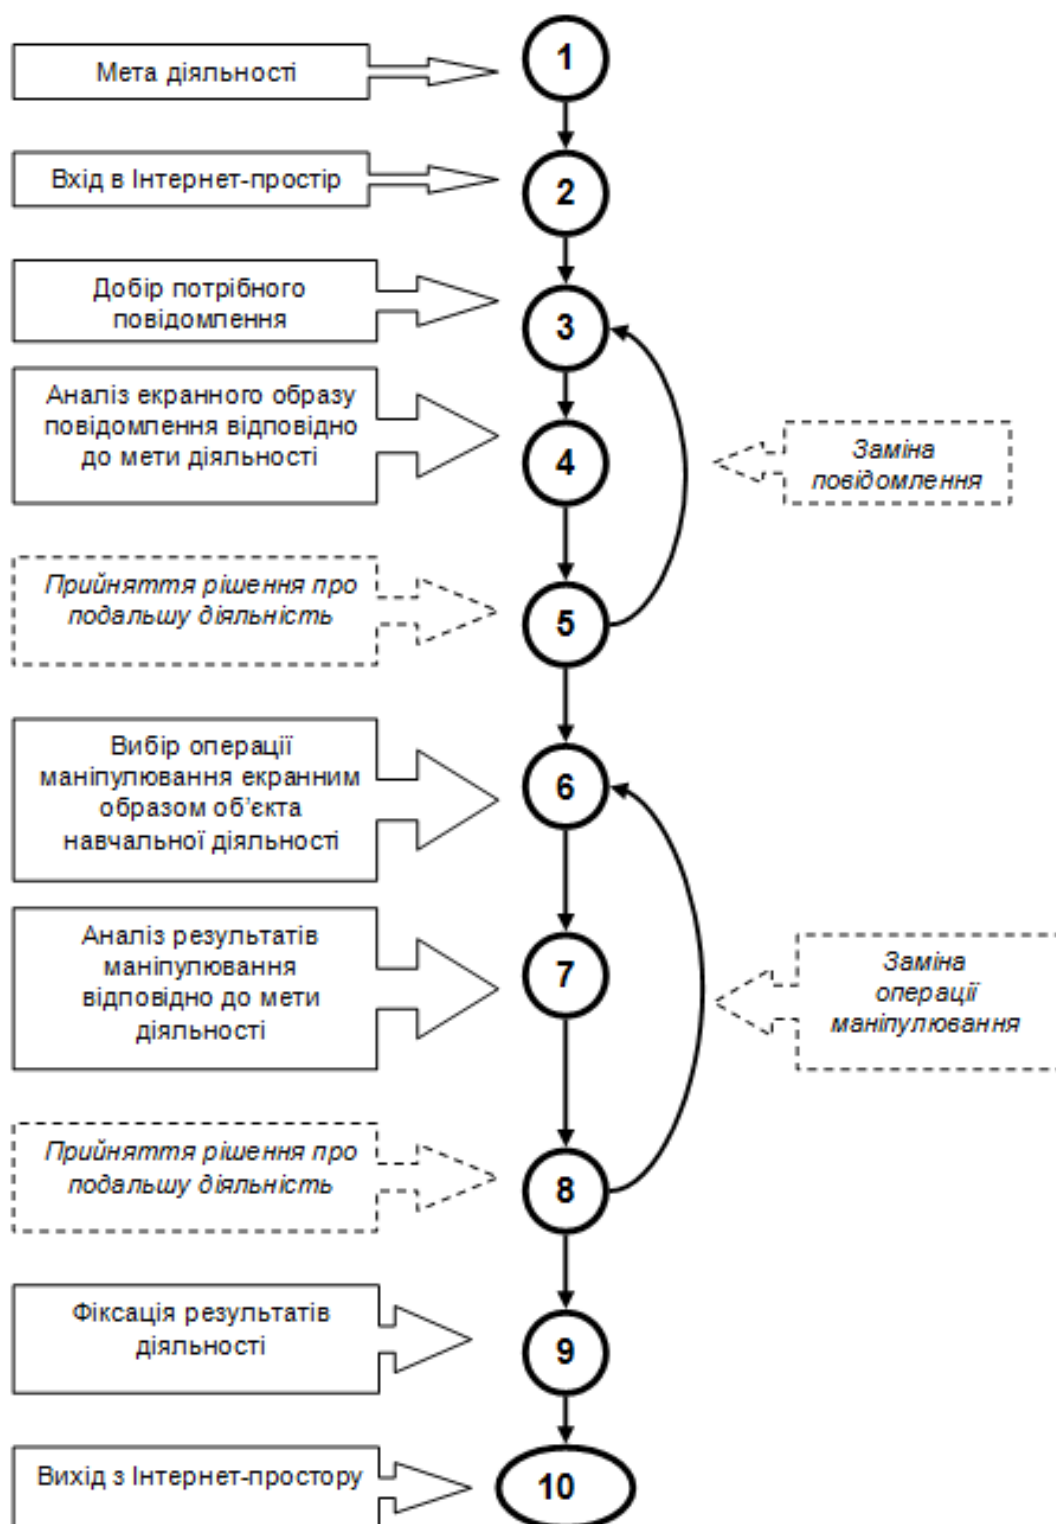 1
Мета діяльності
Вхід в Інтернет-простір
2
Добір потрібного
повідомлення
3
Аналіз екранного образу
повідомлення відповідно
до мети діяльності
4
Заміна
повідомлення
Прийняття рішення про
подальшу діяльність
5
Вибір операції
маніпулювання екранним
образом об’єкта
навчальної діяльності
6
Аналіз результатів
маніпулювання
відповідно до мети
діяльності
7
Заміна
операції
маніпулювання
Прийняття рішення про
подальшу діяльність
8
Фіксація результатів
діяльності
9
Вихід з Інтернет-простору
10